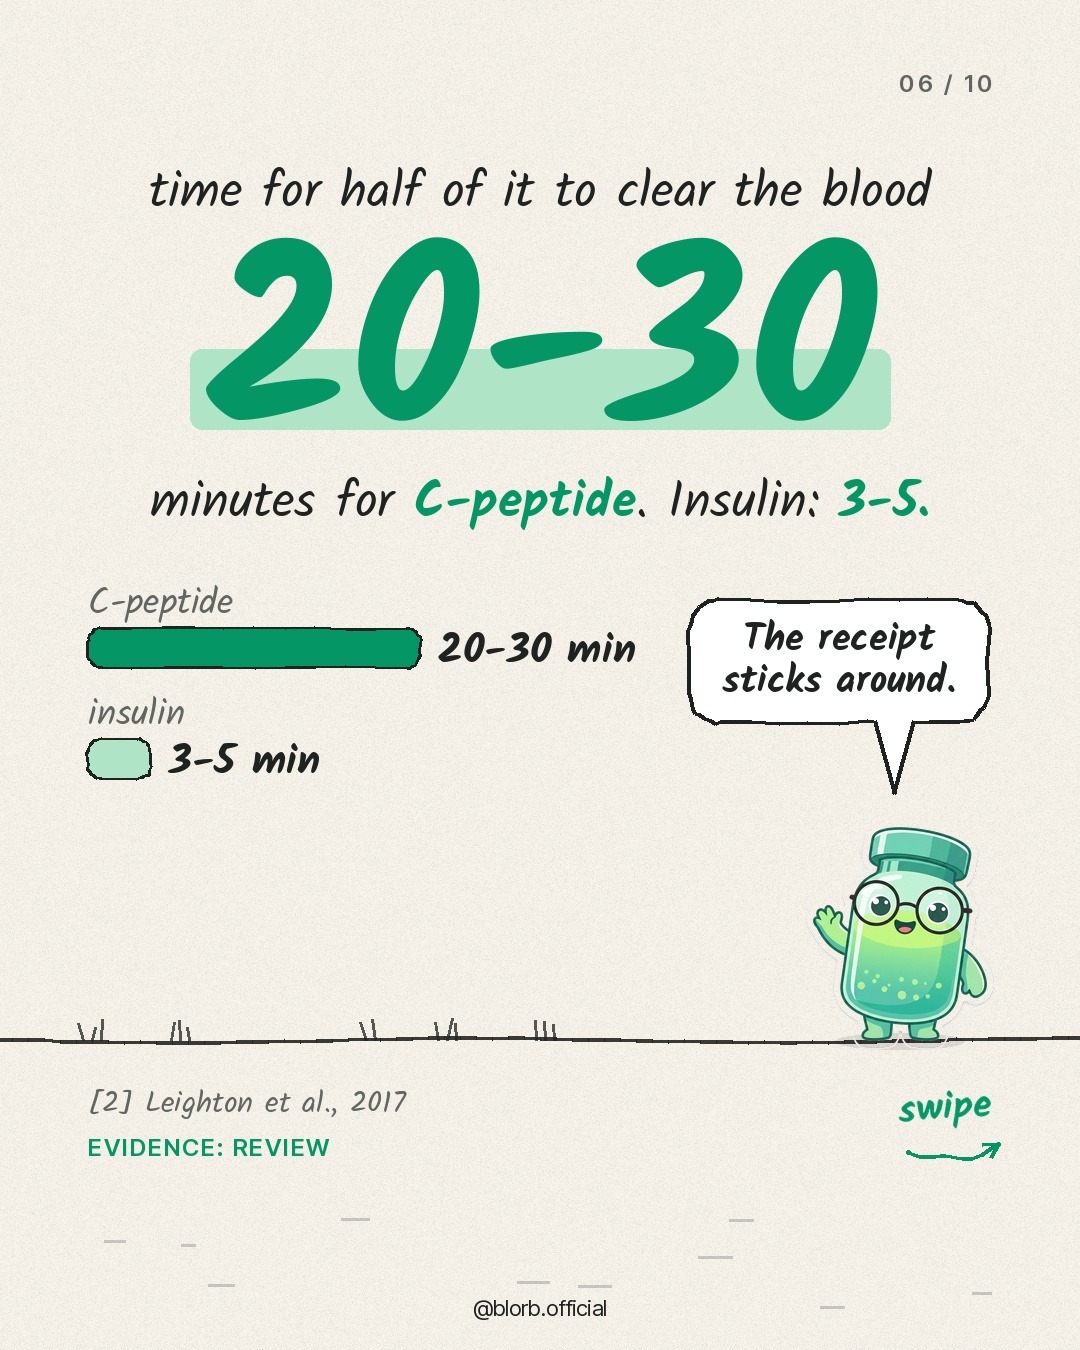 06 / 10
time for half of it to clear the blood
20–30
minutes for C-peptide. Insulin: 3–5.
C-peptide
20–30 min
insulin
3–5 min
The receipt
sticks around.
[2] Leighton et al., 2017
EVIDENCE: REVIEW
swipe
@blorb.official